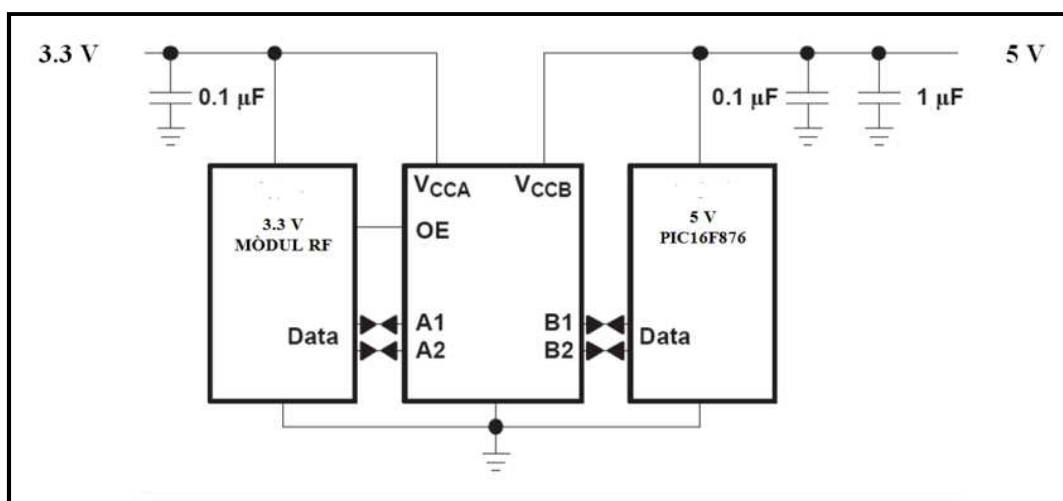 3.3 V
5 V
0.1 μF
0.1 μF
1 μF
VCCA
VCCB
3.3 V
MÒDUL RF
OE
5 V
PIC16F876
Data
A1
A2
B1
B2
Data